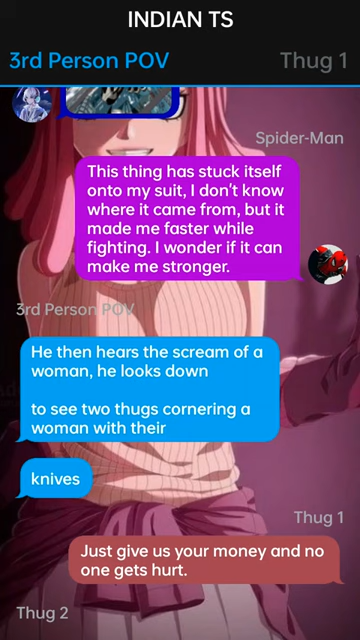 INDIAN TS
3rd Person POV
Thug 1
Spider-Man
This thing has stuck itself
onto my suit, I don't know
where it came from, but it
made me faster while
fighting. I wonder if it can
make me stronger.
3rd Person POV
He then hears the scream of a
woman, he looks down
to see two thugs cornering a
woman with their
knives
Thug 1
Just give us your money and no
one gets hurt.
Thug 2